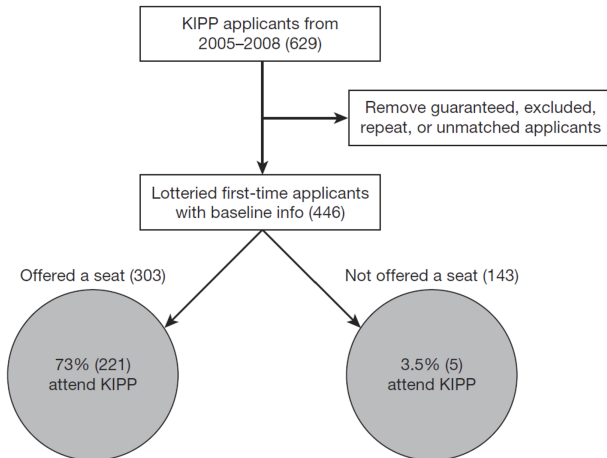 KIPP applicants from
2005–2008 (629)
Remove guaranteed, excluded,
repeat, or unmatched applicants
Lotteried first-time applicants
with baseline info (446)
Offered a seat (303)
Not offered a seat (143)
73% (221)
attend KIPP
3.5% (5)
attend KIPP